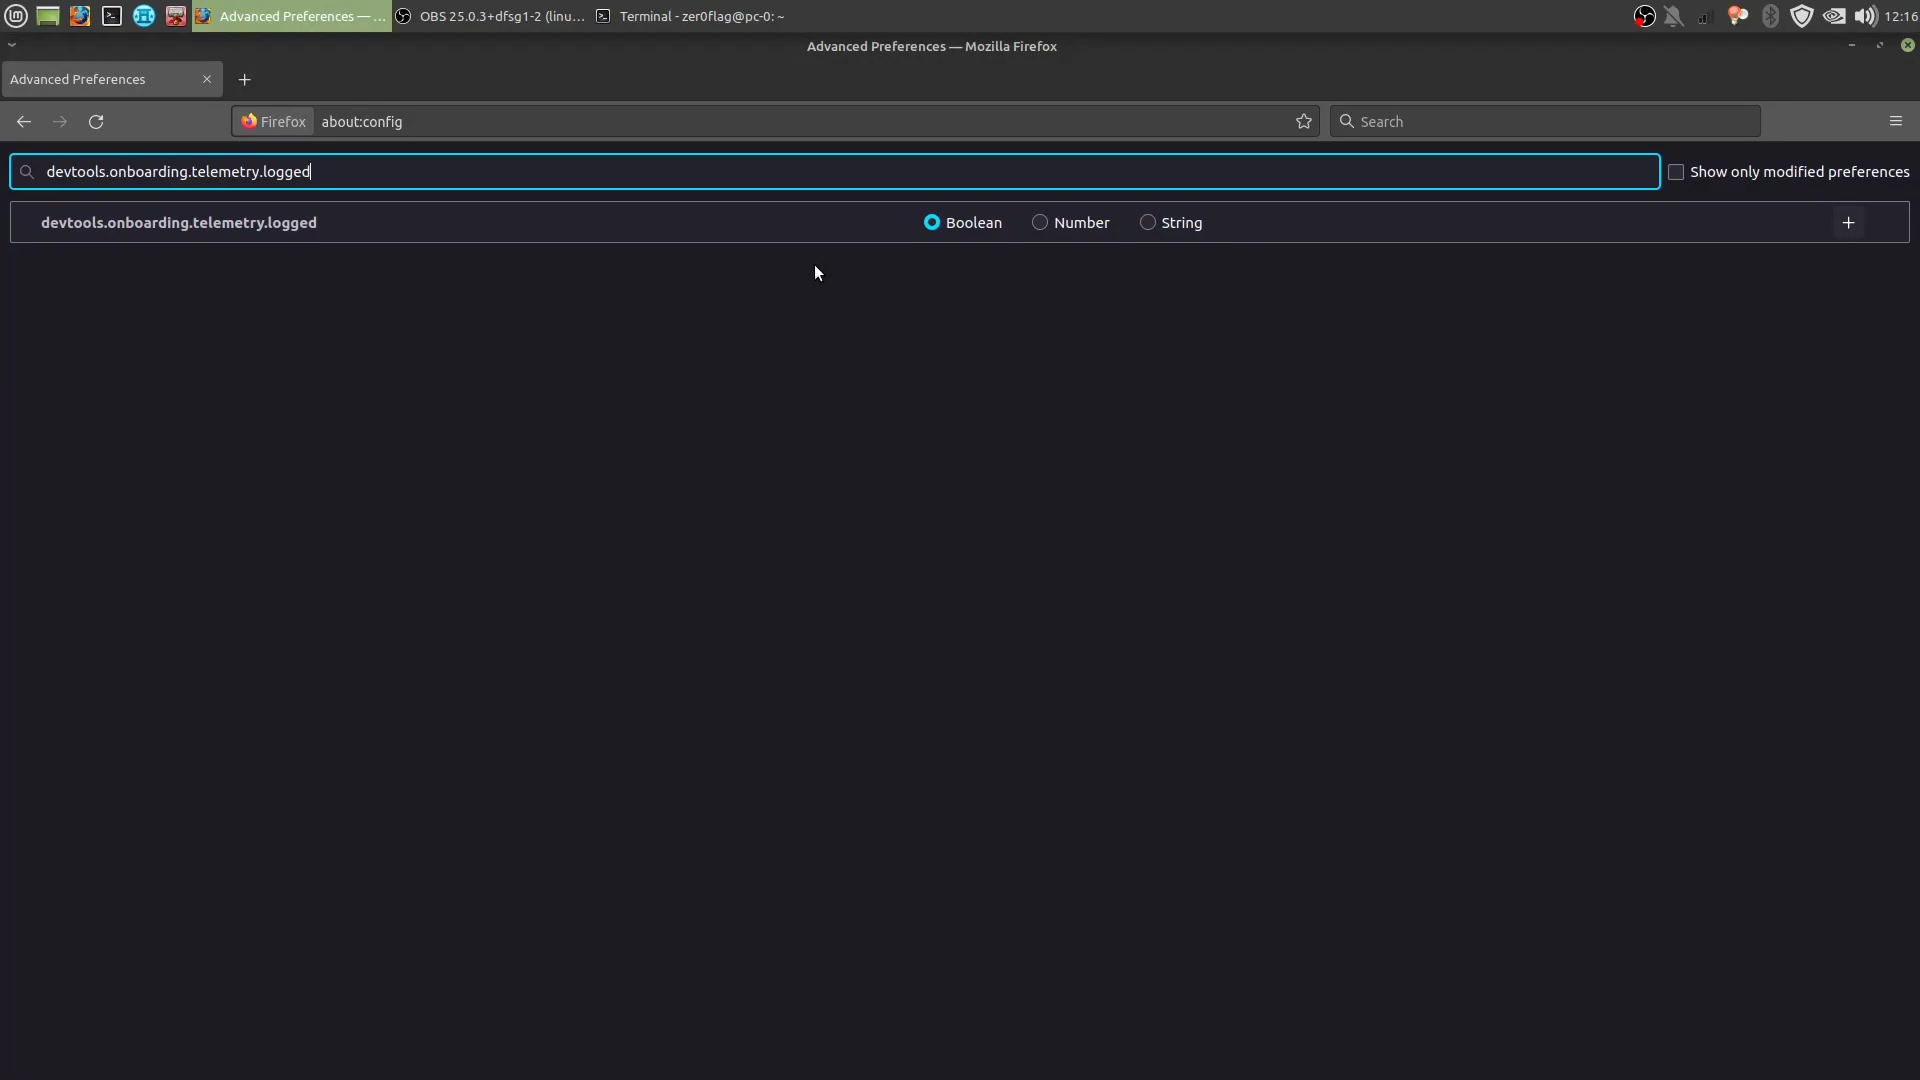 Advanced Preferences — ...
OBS 25.0.3+dfsg1-2 (linu...
Terminal - zer0flag@pc-0: ~
12:16
Advanced Preferences — Mozilla Firefox
Advanced Preferences
Firefox
about:config
Search
devtools.onboarding.telemetry.logged
Show only modified preferences
devtools.onboarding.telemetry.logged
Boolean
Number
String